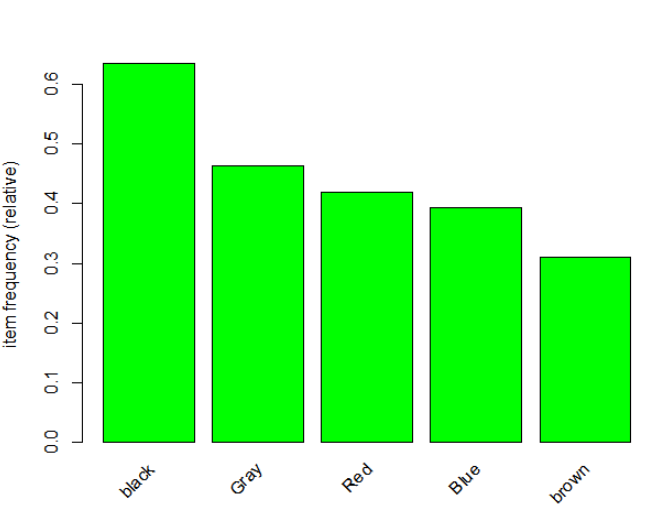 item frequency (relative)
0.6
0.5
0.4
0.3
0.2
0.1
0.0
black
Gray
Red
Blue
brown